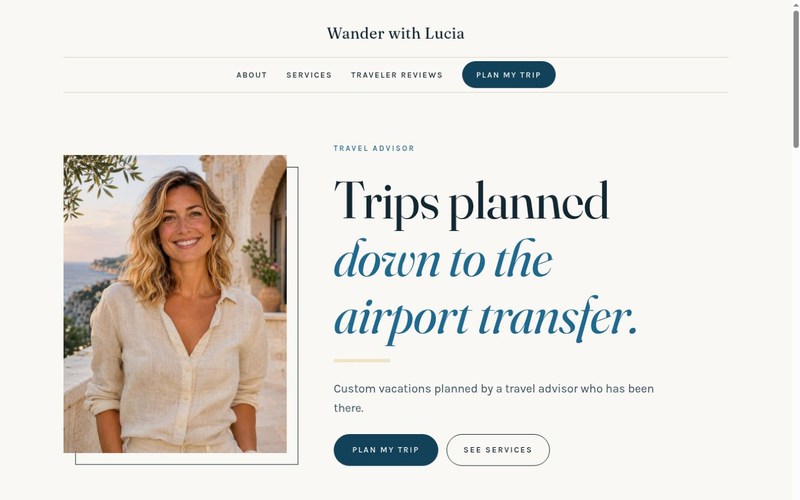 Wander with Lucia
ABOUT SERVICES TRAVELER REVIEWS PLAN MY TRIP
TRAVEL ADVISOR
Trips planned
down to the
airport transfer.
Custom vacations planned by a travel advisor who has been
there.
PLAN MY TRIP SEE SERVICES